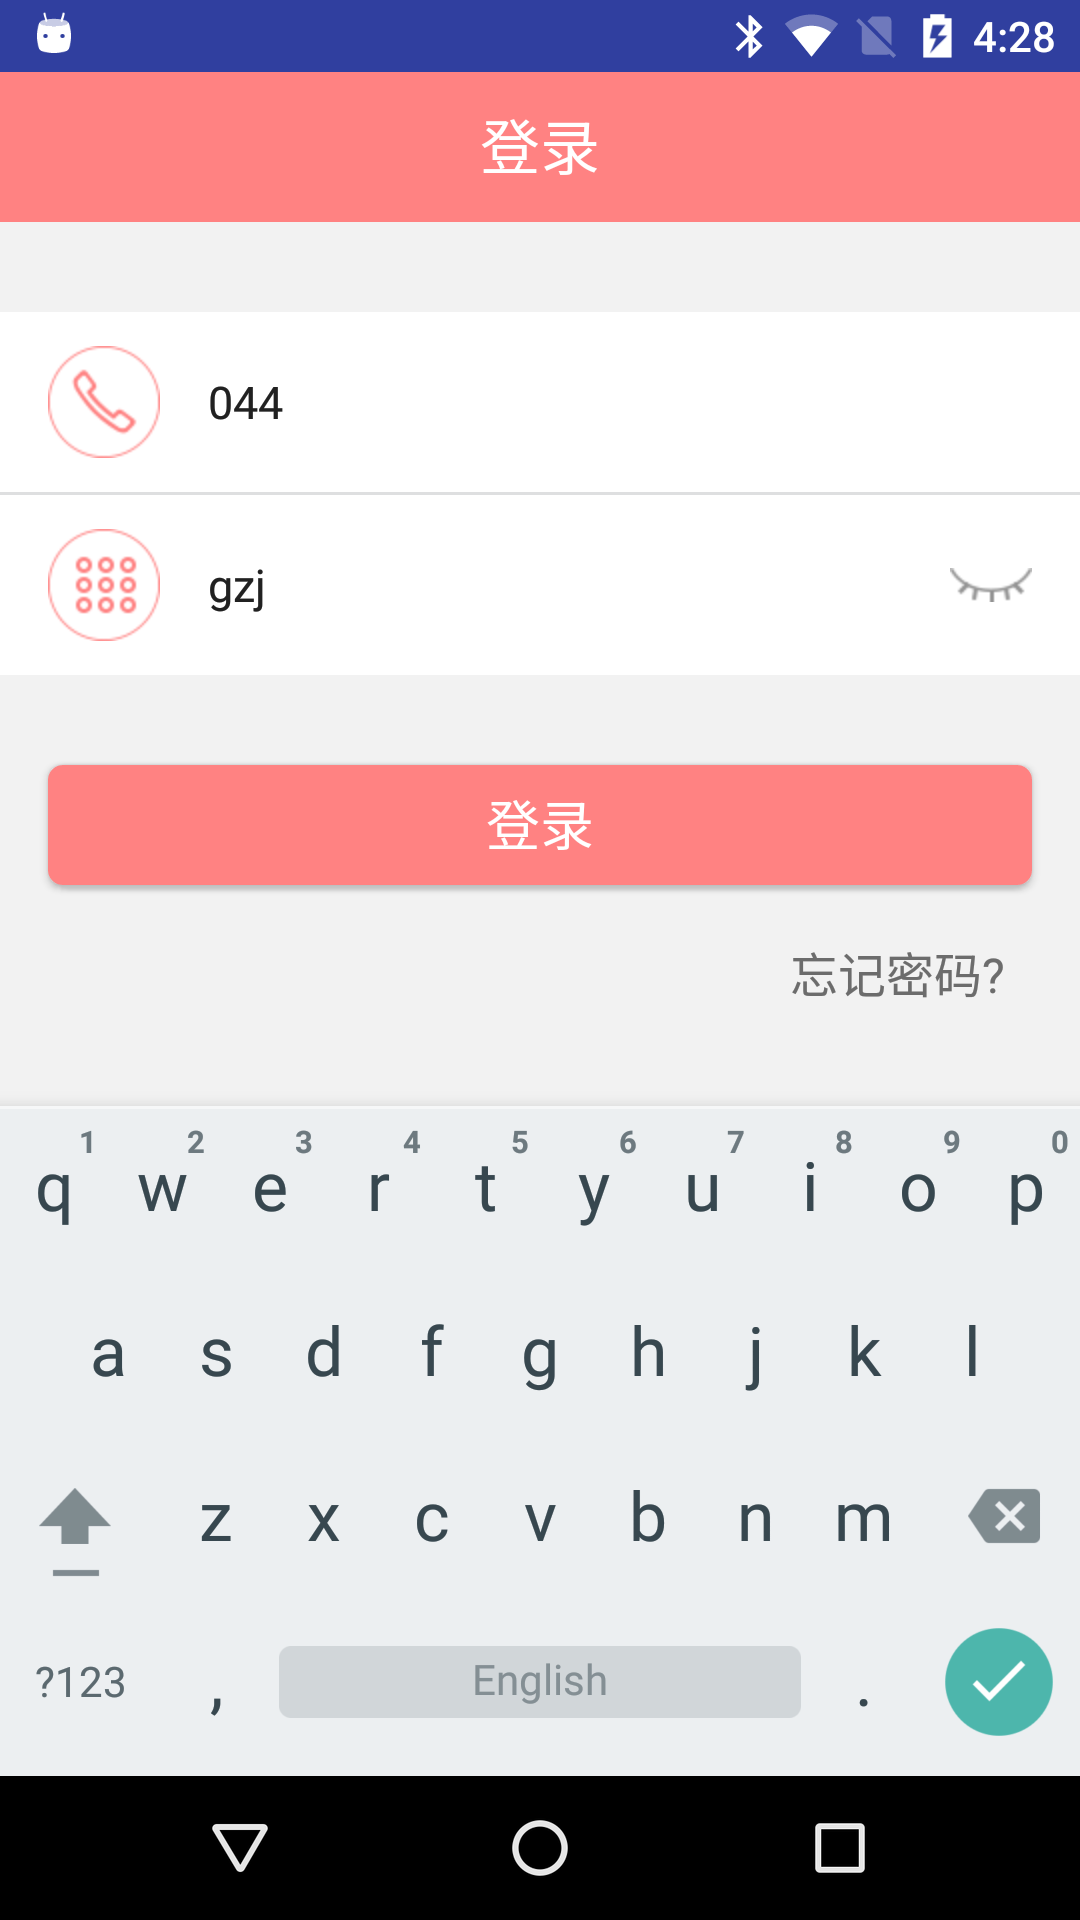 4:28
登录
044
gzj
登录
忘记密码?
1 2 3 4 5 6 7 8 9 0
q w e r t y u i o p
a s d f g h j k l
z x c v b n m
?123 , English .